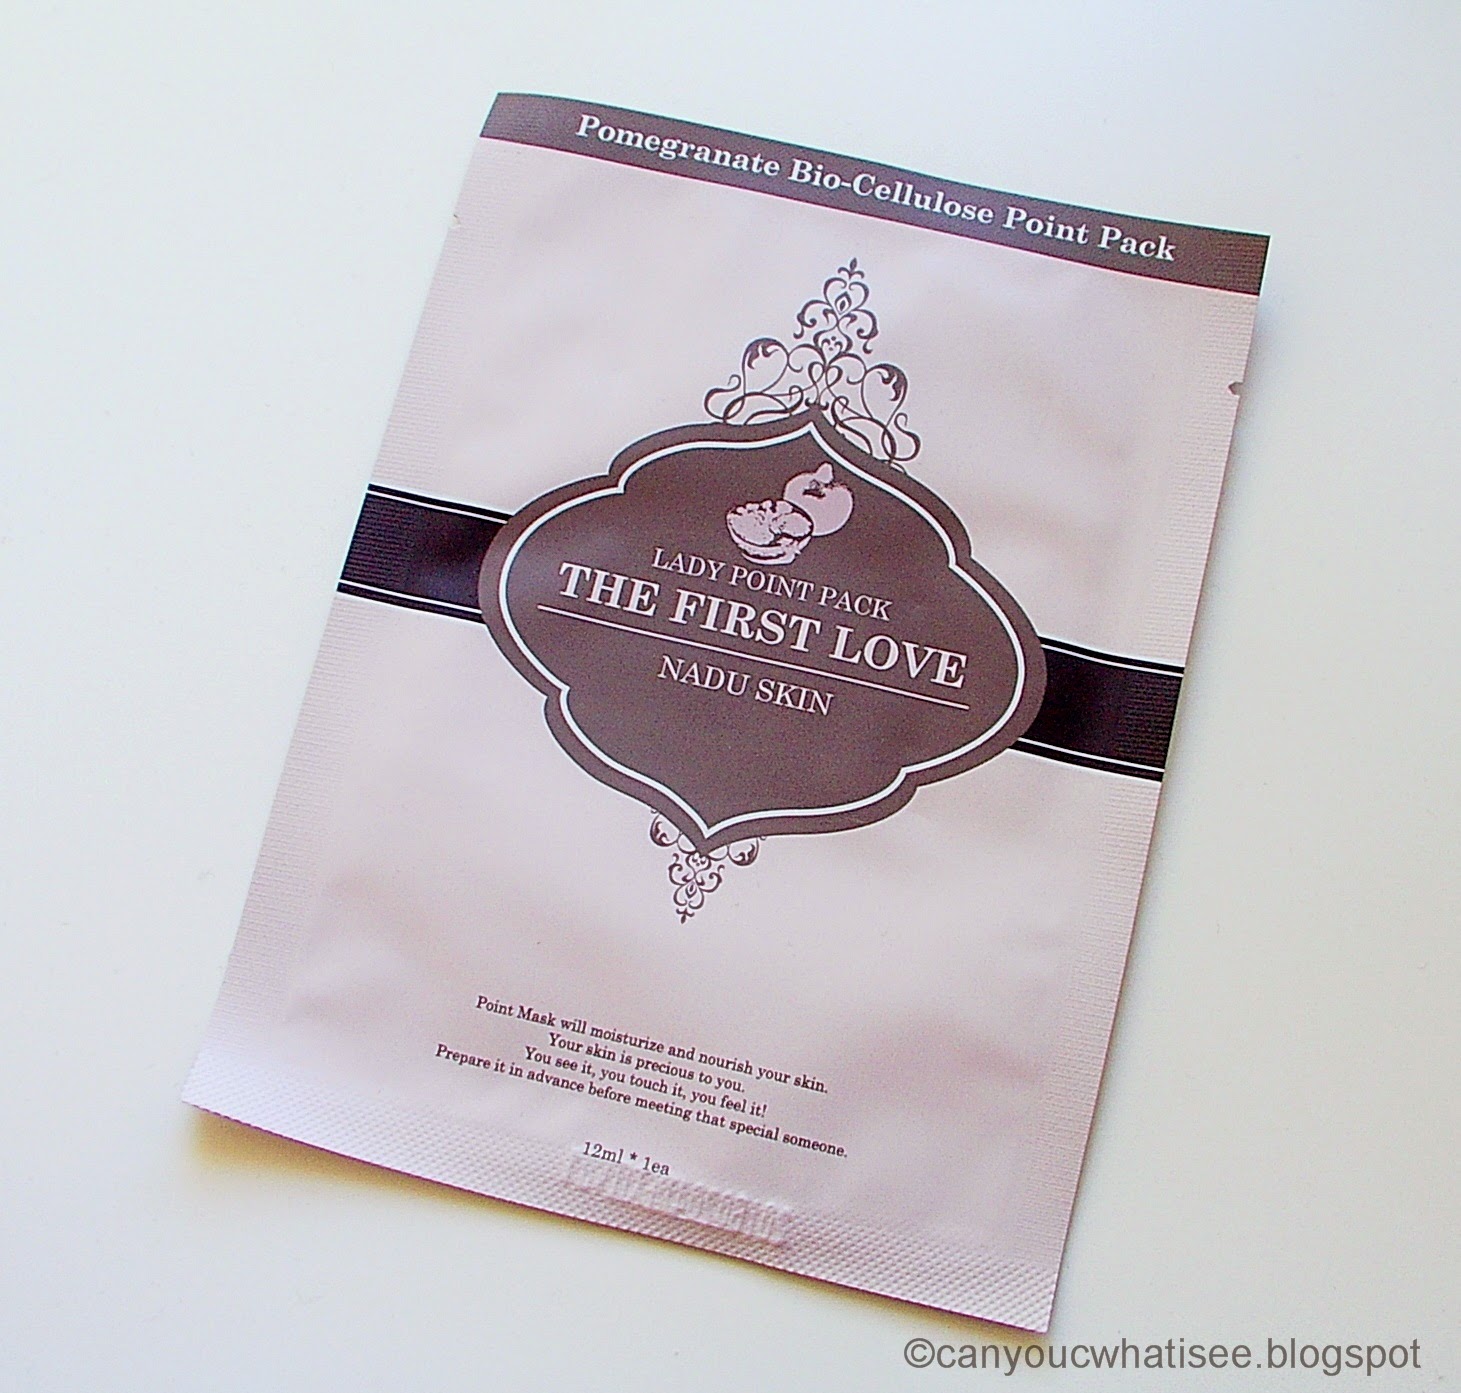 Pomegranate Bio-Cellulose Point Pack
LADY POINT PACK
THE FIRST LOVE
NADU SKIN
Point Mask will moisturize and nourish your skin.
Your skin is precious to you.
You see it, you touch it, you feel it!
Prepare it in advance before meeting that special someone.
12ml * 1ea
©canyoucwhatisee.blogspot